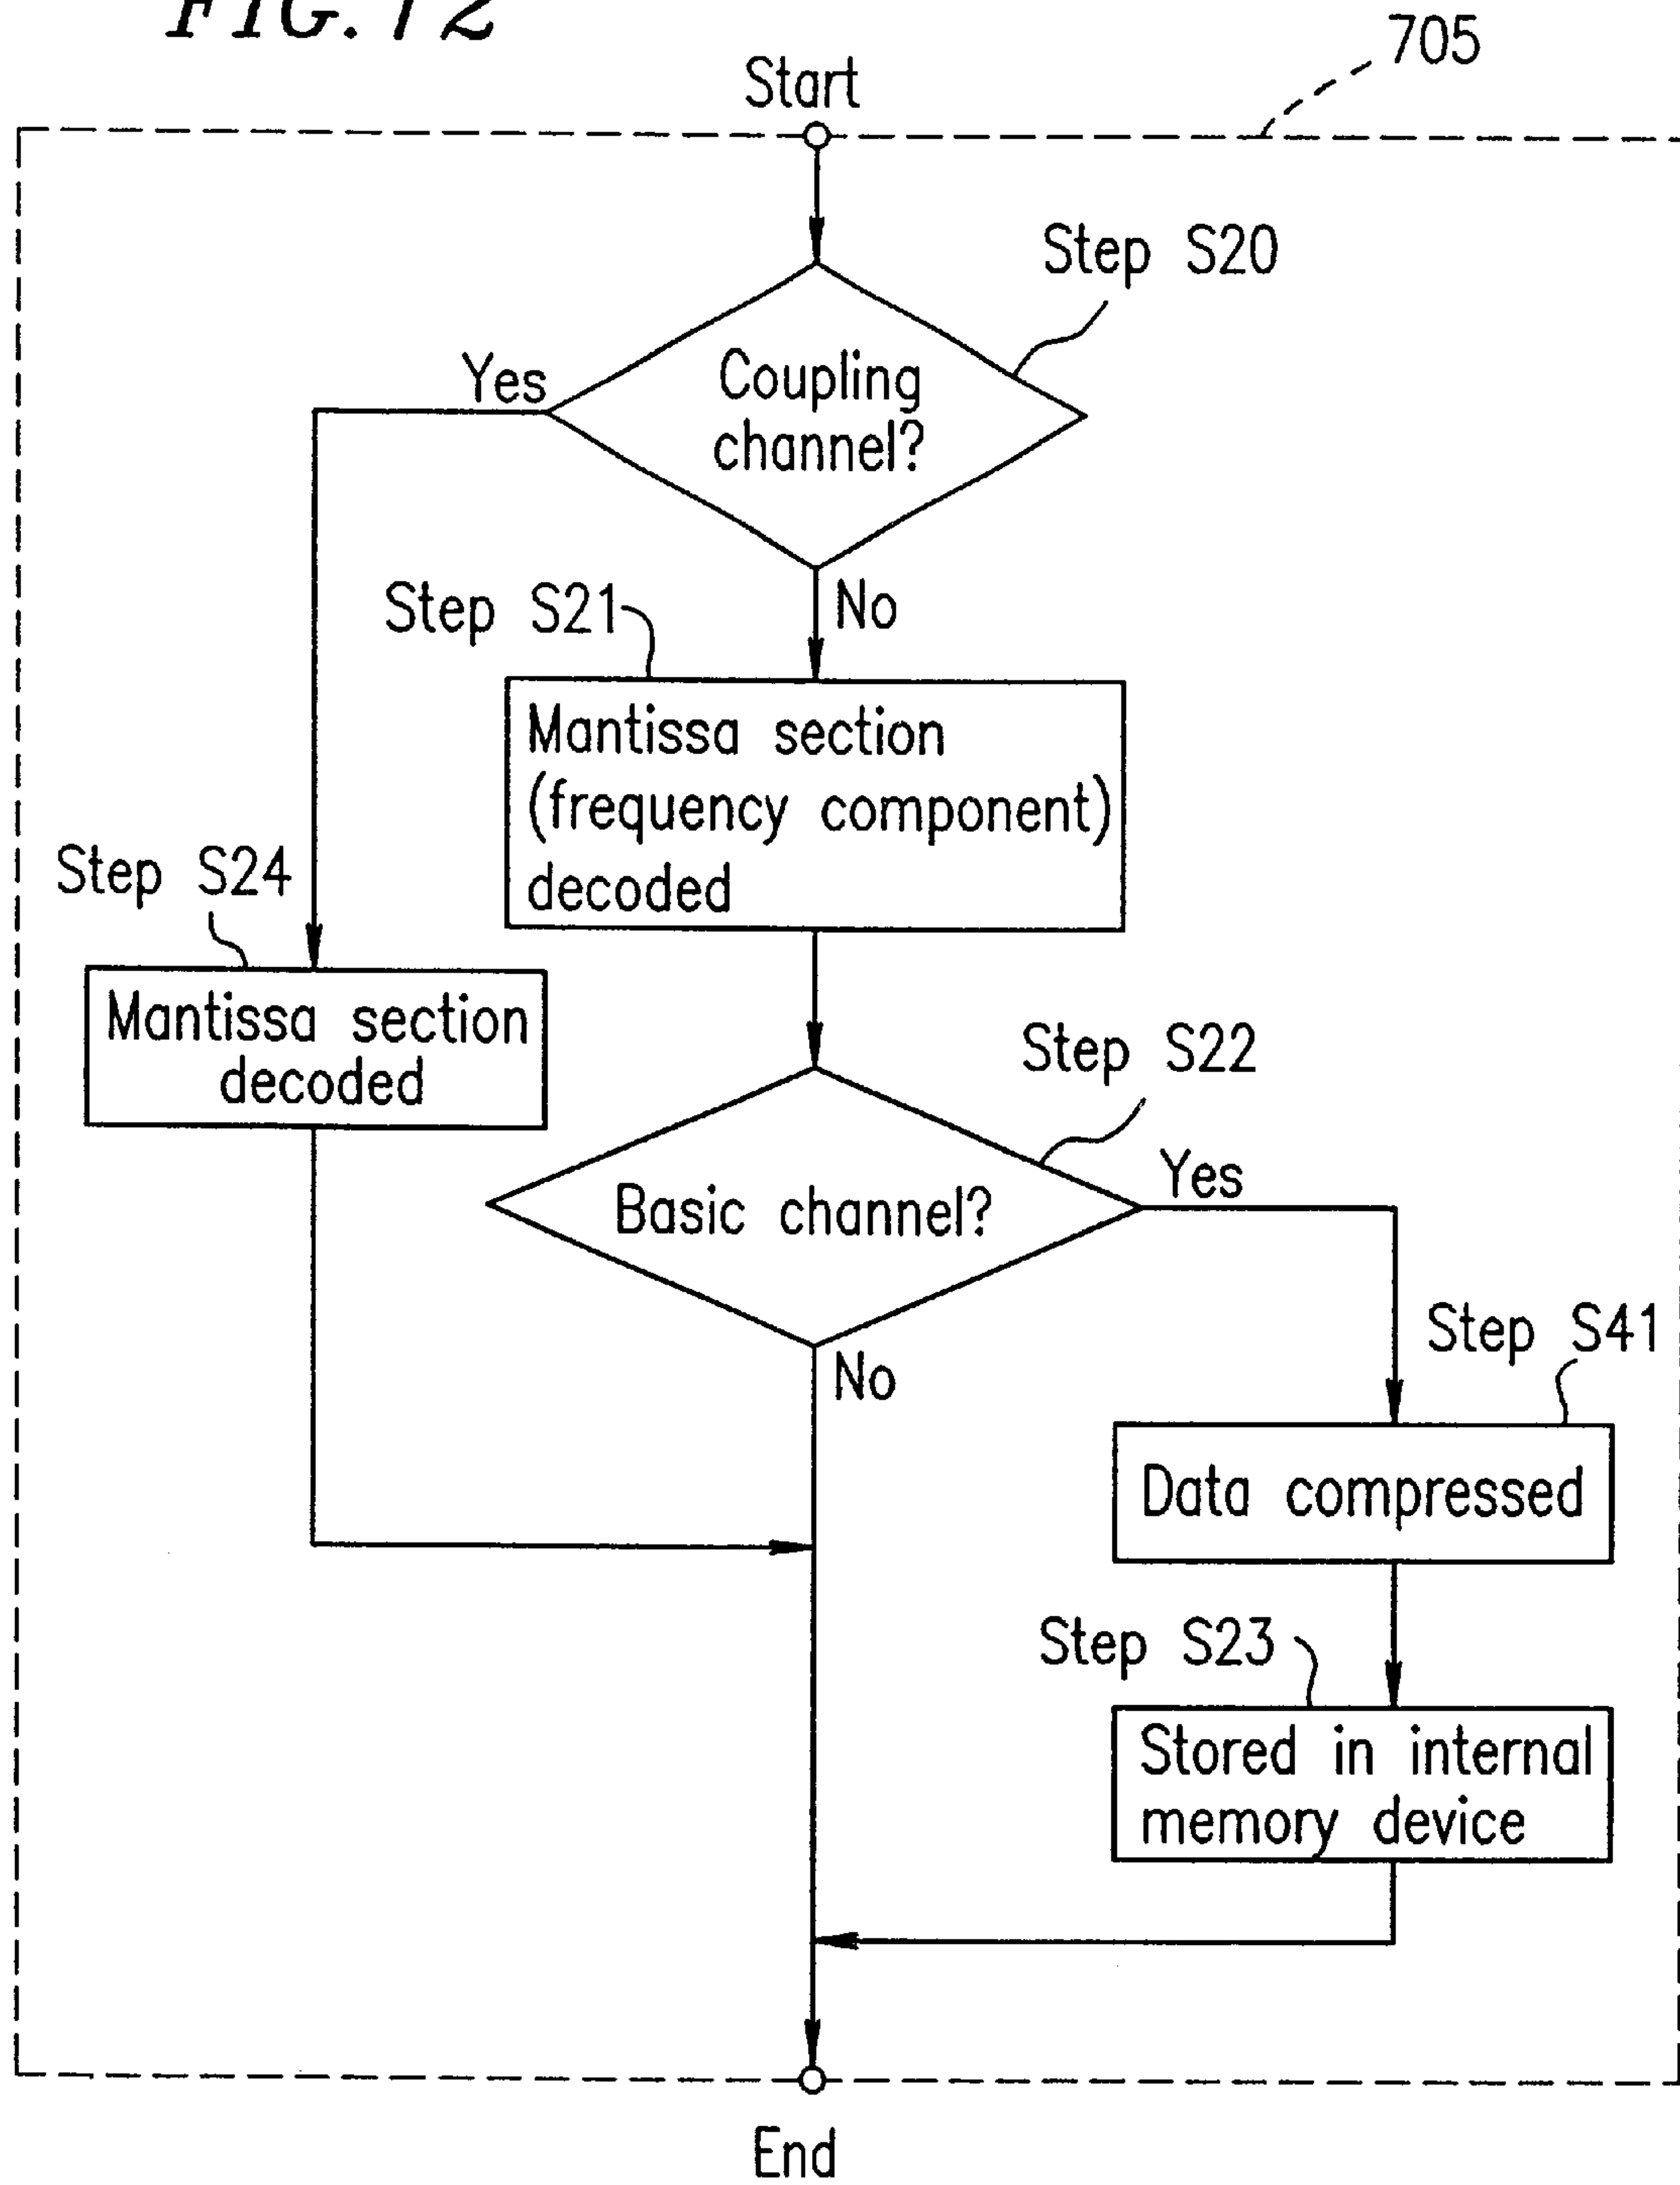 FIG. 12
705
Start
Step S20
Coupling
channel?
Yes
No
Step S21
Mantissa section
(frequency component)
decoded
Step S24
Mantissa section
decoded
Step S22
Basic channel?
Yes
No
Step S41
Data compressed
Step S23
Stored in internal
memory device
End